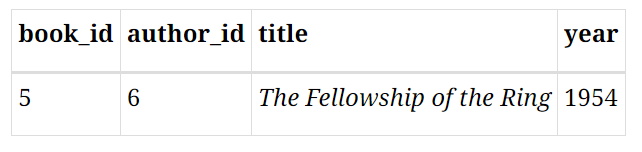 book_id author_id title year
5 6 The Fellowship of the Ring 1954